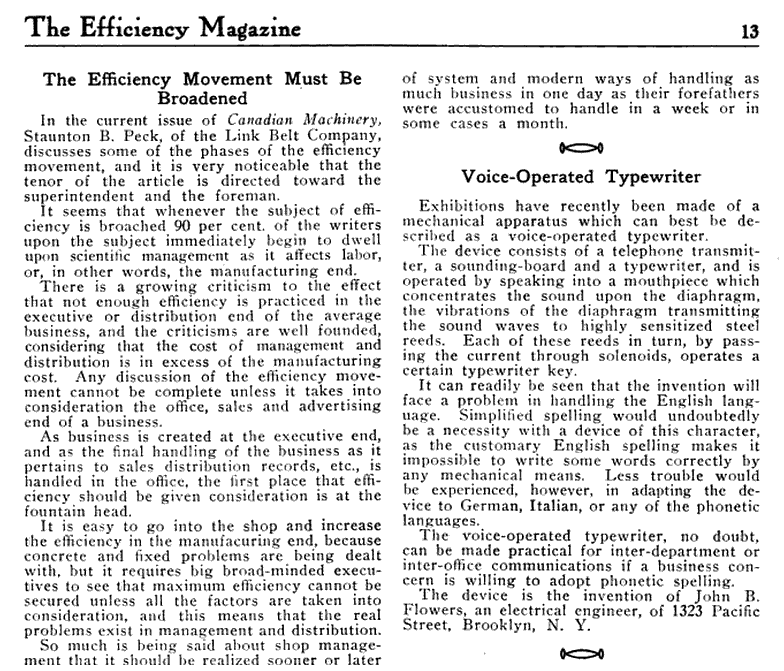 The Efficiency Magazine
13
The Efficiency Movement Must Be
Broadened
In the current issue of Canadian Machinery,
Staunton B. Peck, of the Link Belt Company,
discusses some of the phases of the efficiency
movement, and it is very noticeable that the
tenor of the article is directed toward the
superintendent and the foreman.
It seems that whenever the subject of effi-
ciency is broached 90 per cent. of the writers
upon the subject immediately begin to dwell
upon scientific management as it affects labor,
or, in other words, the manufacturing end.
There is a growing criticism to the effect
that not enough efficiency is practiced in the
executive or distribution end of the average
business, and the criticisms are well founded,
considering that the cost of management and
distribution is in excess of the manufacturing
cost. Any discussion of the efficiency move-
ment cannot be complete unless it takes into
consideration the office, sales and advertising
end of a business.
As business is created at the executive end,
and as the final handling of the business as it
pertains to sales distribution records, etc., is
handled in the office, the first place that effi-
ciency should be given consideration is at the
fountain head.
It is easy to go into the shop and increase
the efficiency in the manufacuring end, because
concrete and fixed problems are being dealt
with, but it requires big broad-minded execu-
tives to see that maximum efficiency cannot be
secured unless all the factors are taken into
consideration, and this means that the real
problems exist in management and distribution.
So much is being said about shop manage-
ment that it should be realized sooner or later
of system and modern ways of handling as
much business in one day as their forefathers
were accustomed to handle in a week or in
some cases a month.
Voice-Operated Typewriter
Exhibitions have recently been made of a
mechanical apparatus which can best be de-
scribed as a voice-operated typewriter.
The device consists of a telephone transmit-
ter, a sounding-board and a typewriter, and is
operated by speaking into a mouthpiece which
concentrates the sound upon the diaphragm,
the vibrations of the diaphragm transmitting
the sound waves to highly sensitized steel
reeds. Each of these reeds in turn, by pass-
ing the current through solenoids, operates a
certain typewriter key.
It can readily be seen that the invention will
face a problem in handling the English lang-
uage. Simplified spelling would undoubtedly
be a necessity with a device of this character,
as the customary English spelling makes it
impossible to write some words correctly by
any mechanical means. Less trouble would
be experienced, however, in adapting the de-
vice to German, Italian, or any of the phonetic
languages.
The voice-operated typewriter, no doubt,
can be made practical for inter-department or
inter-office communications if a business con-
cern is willing to adopt phonetic spelling.
The device is the invention of John B.
Flowers, an electrical engineer, of 1323 Pacific
Street, Brooklyn, N. Y.